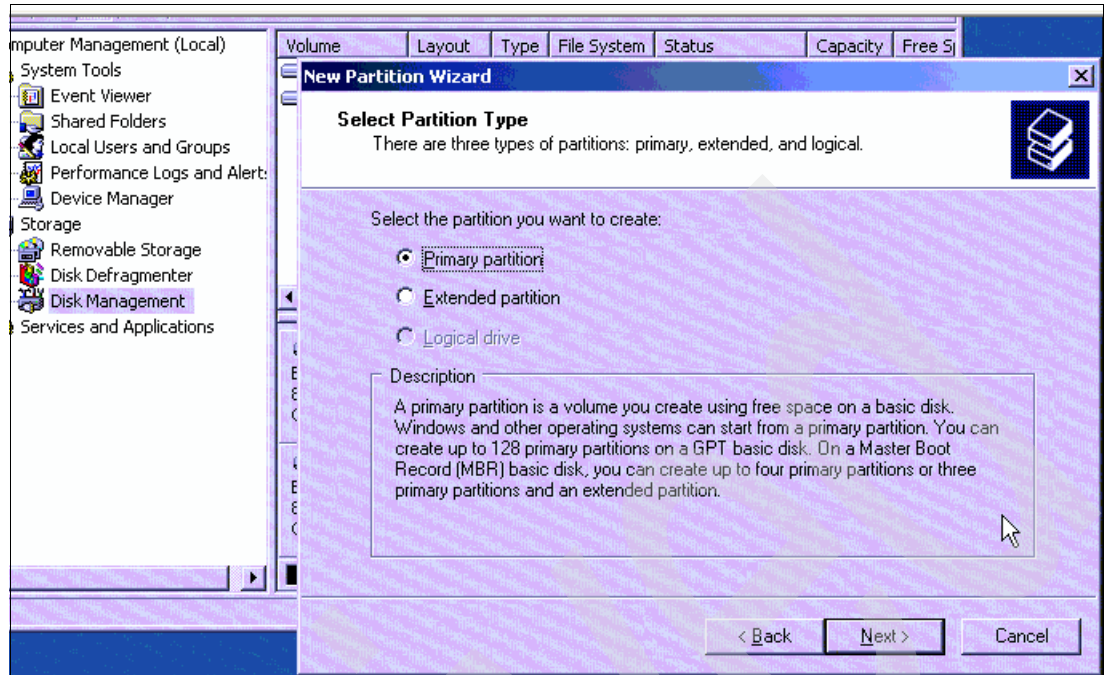 mputer Management (Local)
System Tools
Event Viewer
Shared Folders
Local Users and Groups
Performance Logs and Alert
Device Manager
Storage
Removable Storage
Disk Defragmenter
Disk Management
Services and Applications
Volume Layout Type File System Status Capacity Free S
New Partition Wizard
Select Partition Type
There are three types of partitions: primary, extended, and logical.
Select the partition you want to create:
Primary partition
Extended partition
Logical drive
Description
A primary partition is a volume you create using free space on a basic disk.
Windows and other operating systems can start from a primary partition. You can
create up to 128 primary partitions on a GPT basic disk. On a Master Boot
Record (MBR) basic disk, you can create up to four primary partitions or three
primary partitions and an extended partition.
< Back Next > Cancel